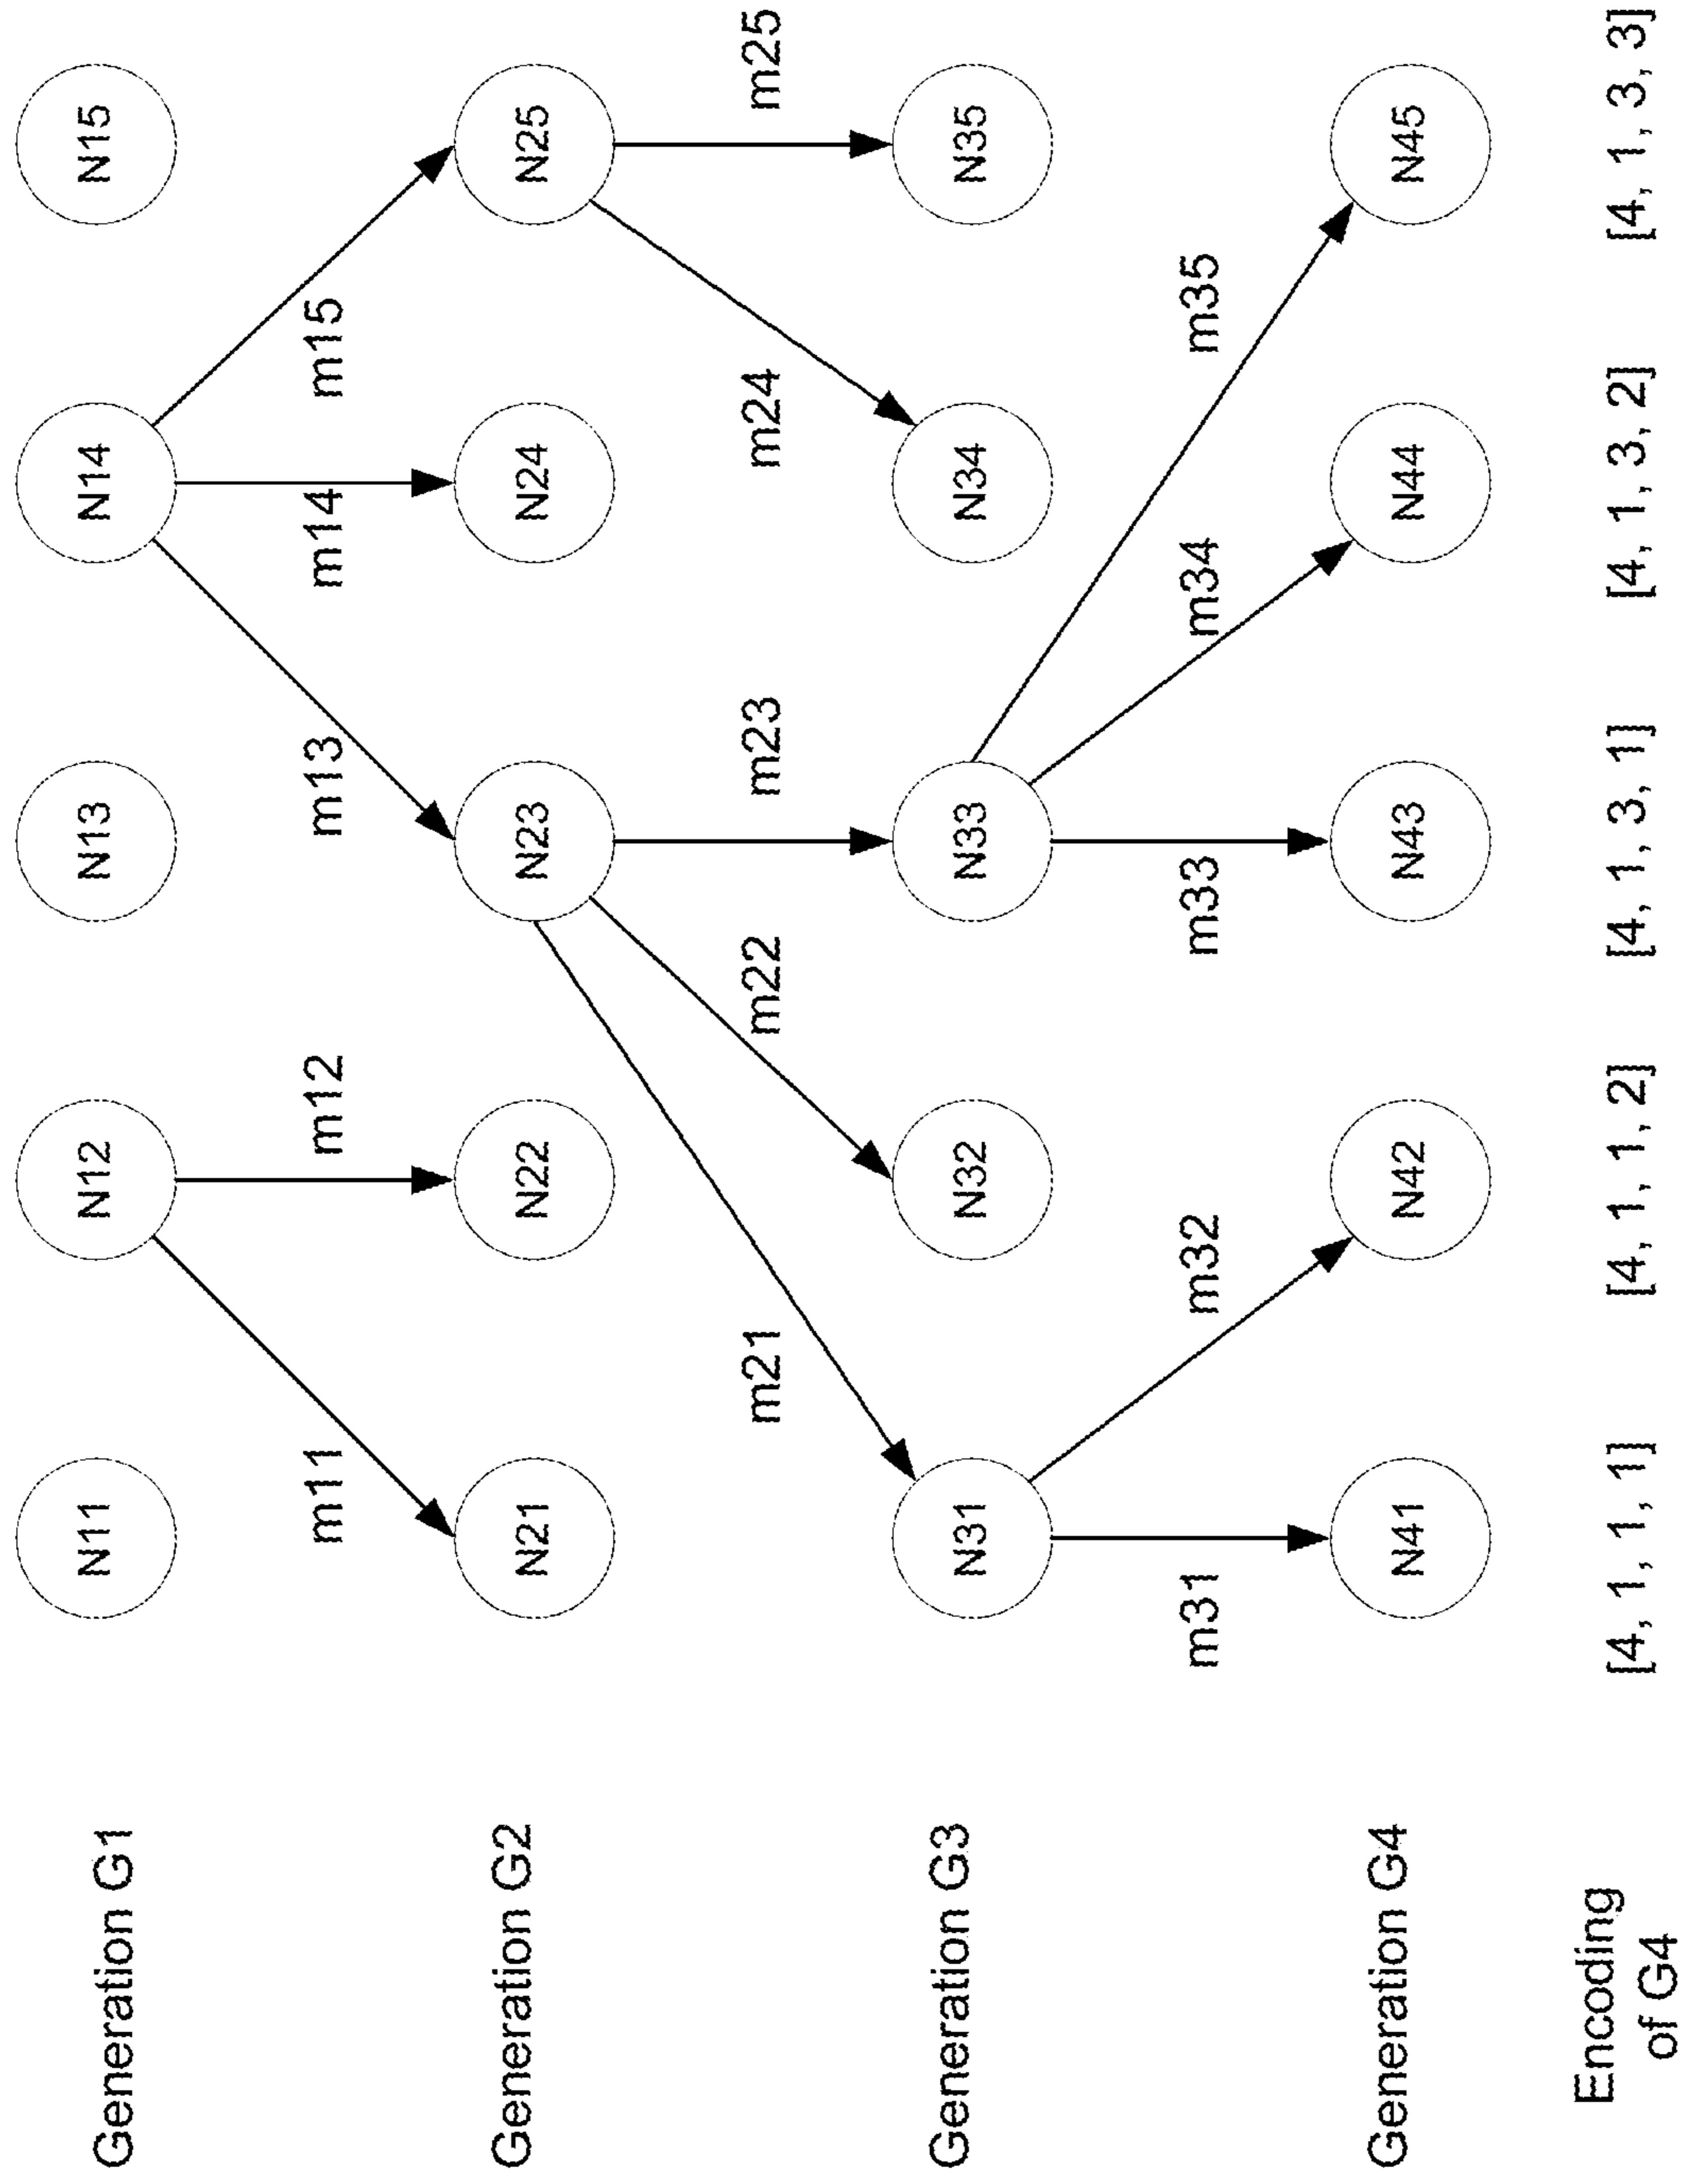 Generation G1 N11 N12 N13 N14 N15
m11 m12 m13 m14 m15
Generation G2 N21 N22 N23 N24 N25
m21 m22 m23 m24 m25
Generation G3 N31 N32 N33 N34 N35
m31 m32 m33 m34 m35
Generation G4 N41 N42 N43 N44 N45
Encoding
of G4
[4, 1, 1, 1] [4, 1, 1, 2] [4, 1, 3, 1] [4, 1, 3, 2] [4, 1, 3, 3]